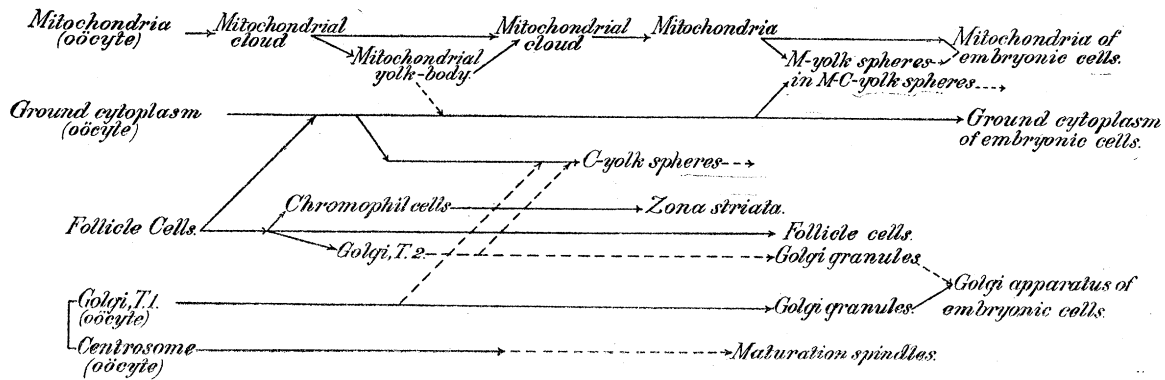 Mitochondria
(oöcyte)
Mitochondrial
cloud
Mitochondrial
yolk-body.
Mitochondrial
cloud
Mitochondria
M-yolk spheres
in M-C-yolk spheres
Mitochondria of
embryonic cells.
Ground cytoplasm
(oöcyte)
Ground cytoplasm
of embryonic cells.
C-yolk spheres
Chromophil cells
Zona striata.
Follicle Cells.
Follicle cells.
Golgi, T.2.
Golgi granules
Golgi, T.1.
(oöcyte)
Golgi granules.
Golgi apparatus of
embryonic cells.
Centrosome
(oöcyte)
Maturation spindles.